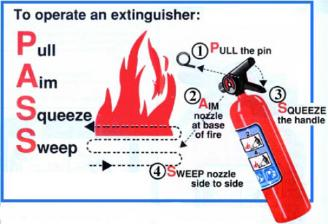 To operate an extinguisher:
Pull
Aim
Squeeze
Sweep
1 PULL the pin
2 AIM
nozzle
at base
of fire
3 SQUEEZE
the handle
4 SWEEP nozzle
side to side